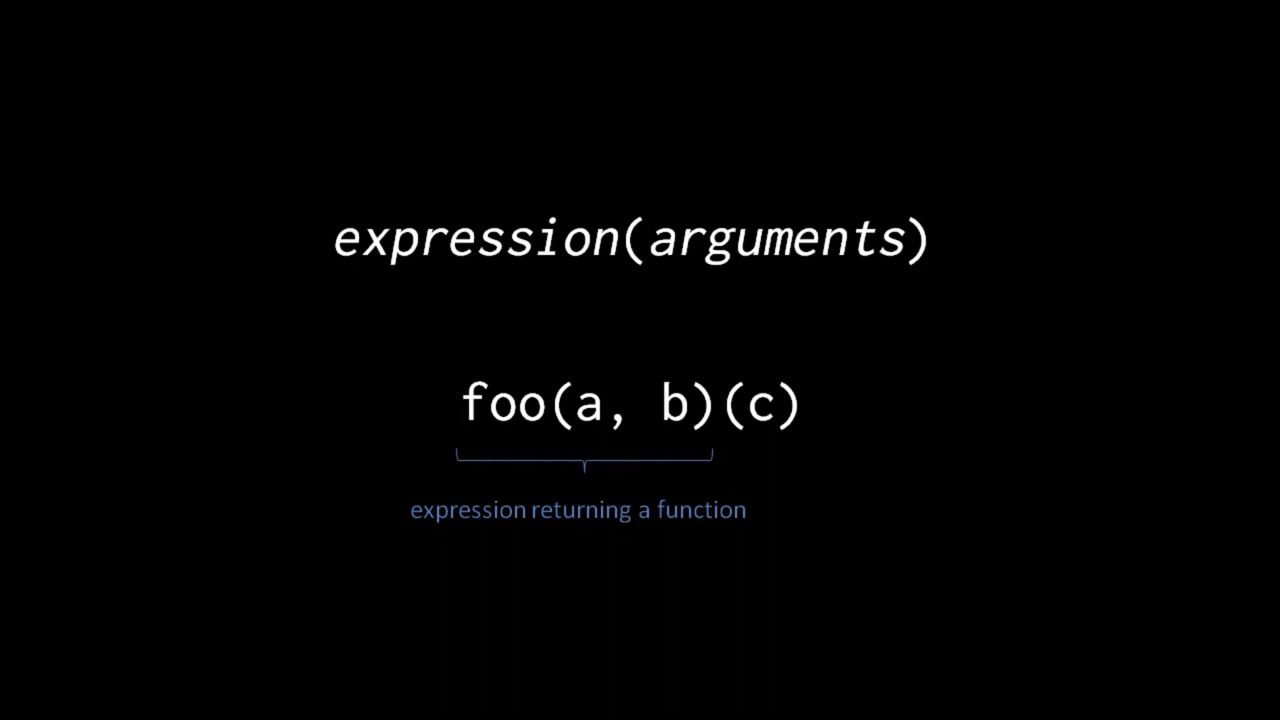 expression(arguments)
foo(a, b)(c)
expression returning a function